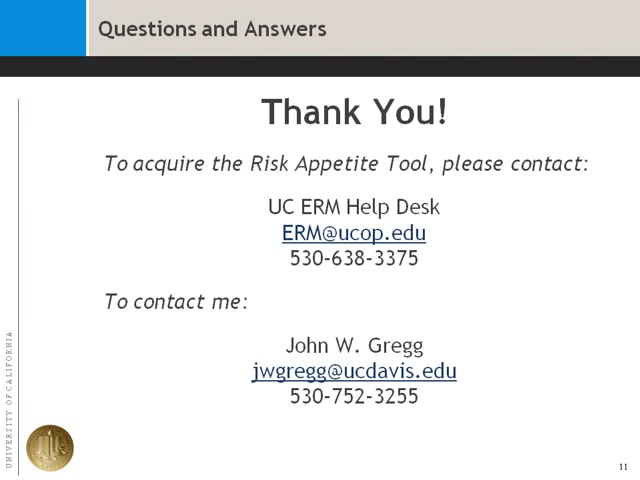 Questions and Answers
Thank You!
To acquire the Risk Appetite Tool, please contact:
UC ERM Help Desk
ERM@ucop.edu
530-638-3375
To contact me:
John W. Gregg
jwgregg@ucdavis.edu
530-752-3255
UNIVERSITY OF CALIFORNIA
11